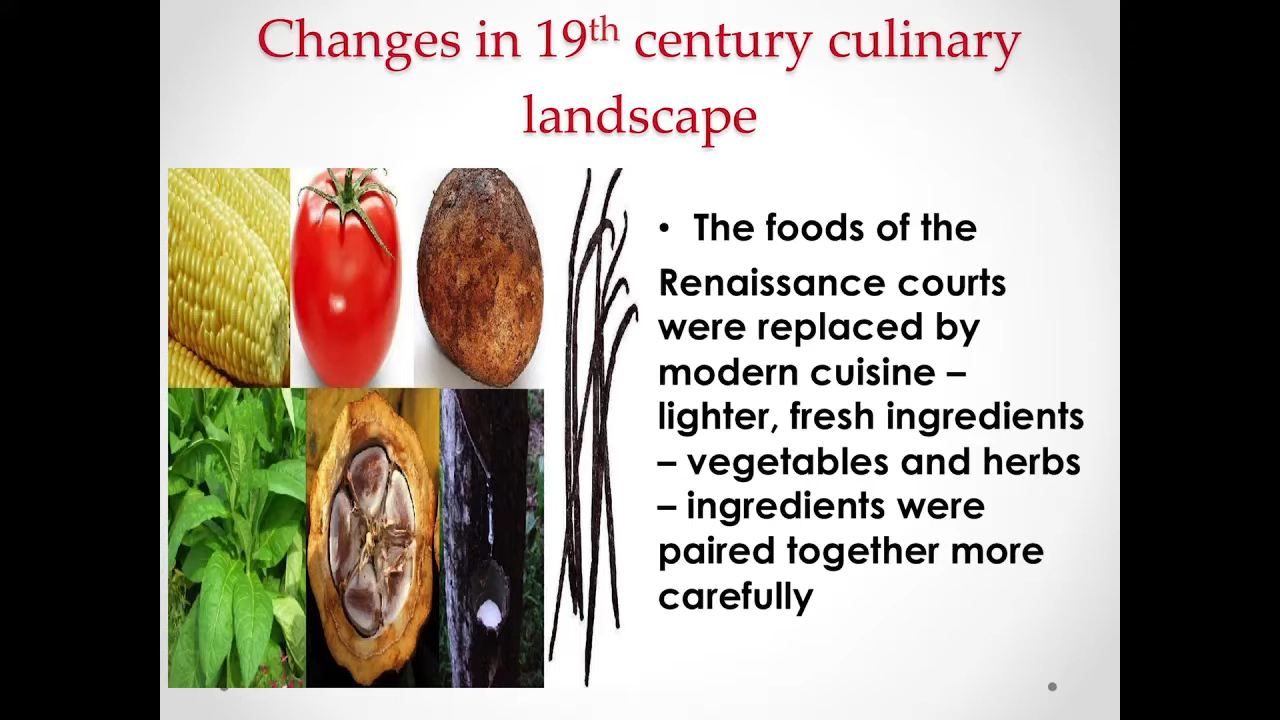 Changes in 19th century culinary
landscape
• The foods of the
Renaissance courts
were replaced by
modern cuisine –
lighter, fresh ingredients
– vegetables and herbs
– ingredients were
paired together more
carefully